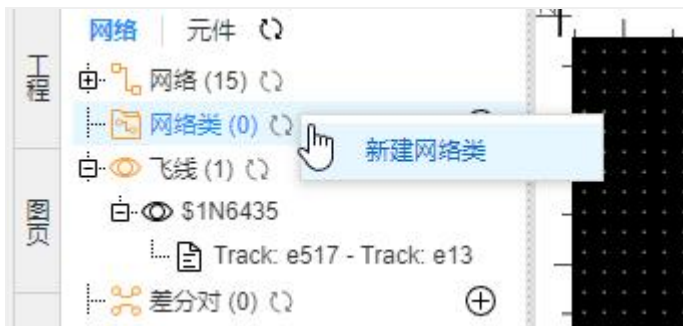 网络 元件
工程
网络 (15)
网络类 (0)
新建网络类
飞线 (1)
图页
$1N6435
Track: e517 - Track: e13
差分对 (0)